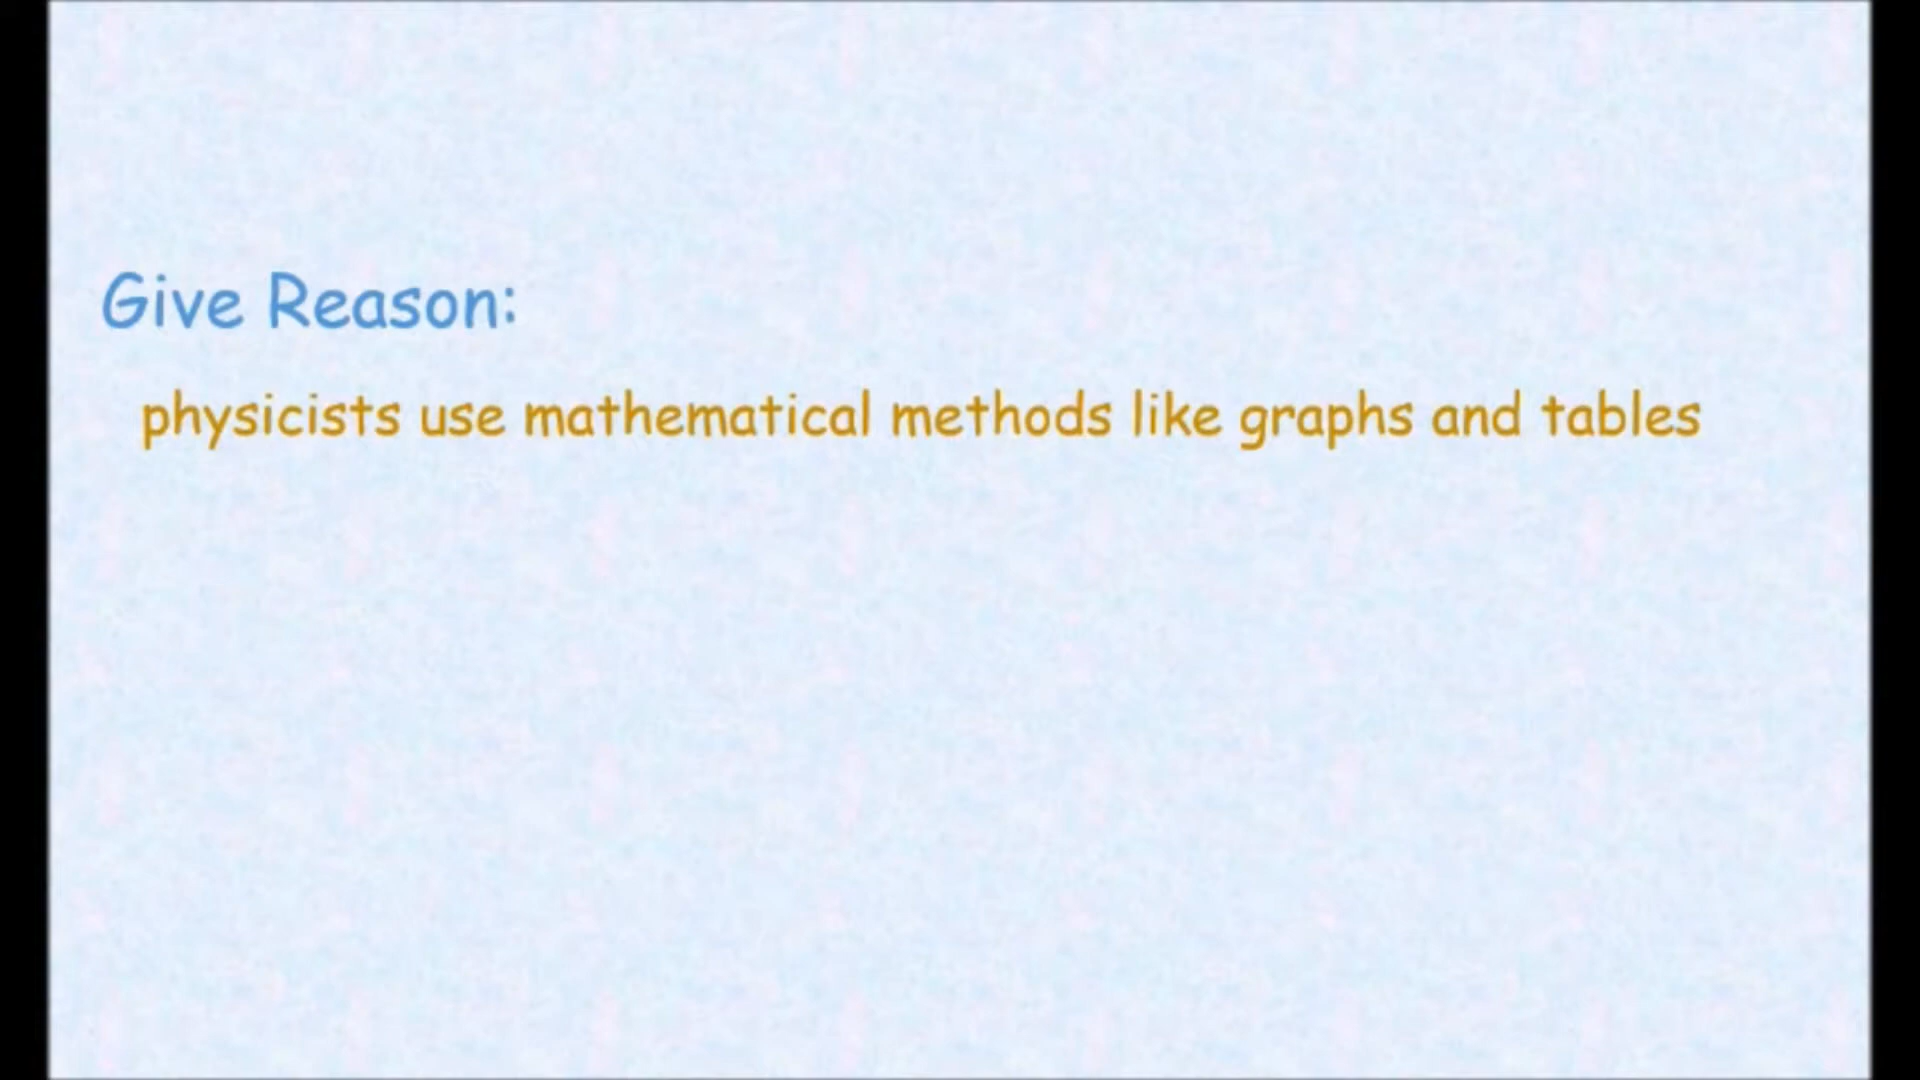 Give Reason:
physicists use mathematical methods like graphs and tables